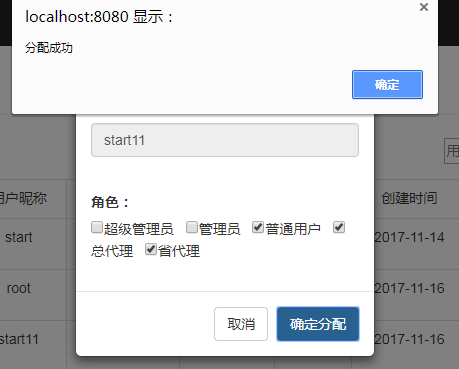 localhost:8080 显示：
分配成功
确定
start11
用
角色：
超级管理员 管理员 普通用户
总代理 省代理
用户昵称 创建时间
start 2017-11-14
root 2017-11-16
start11 2017-11-16
取消 确定分配